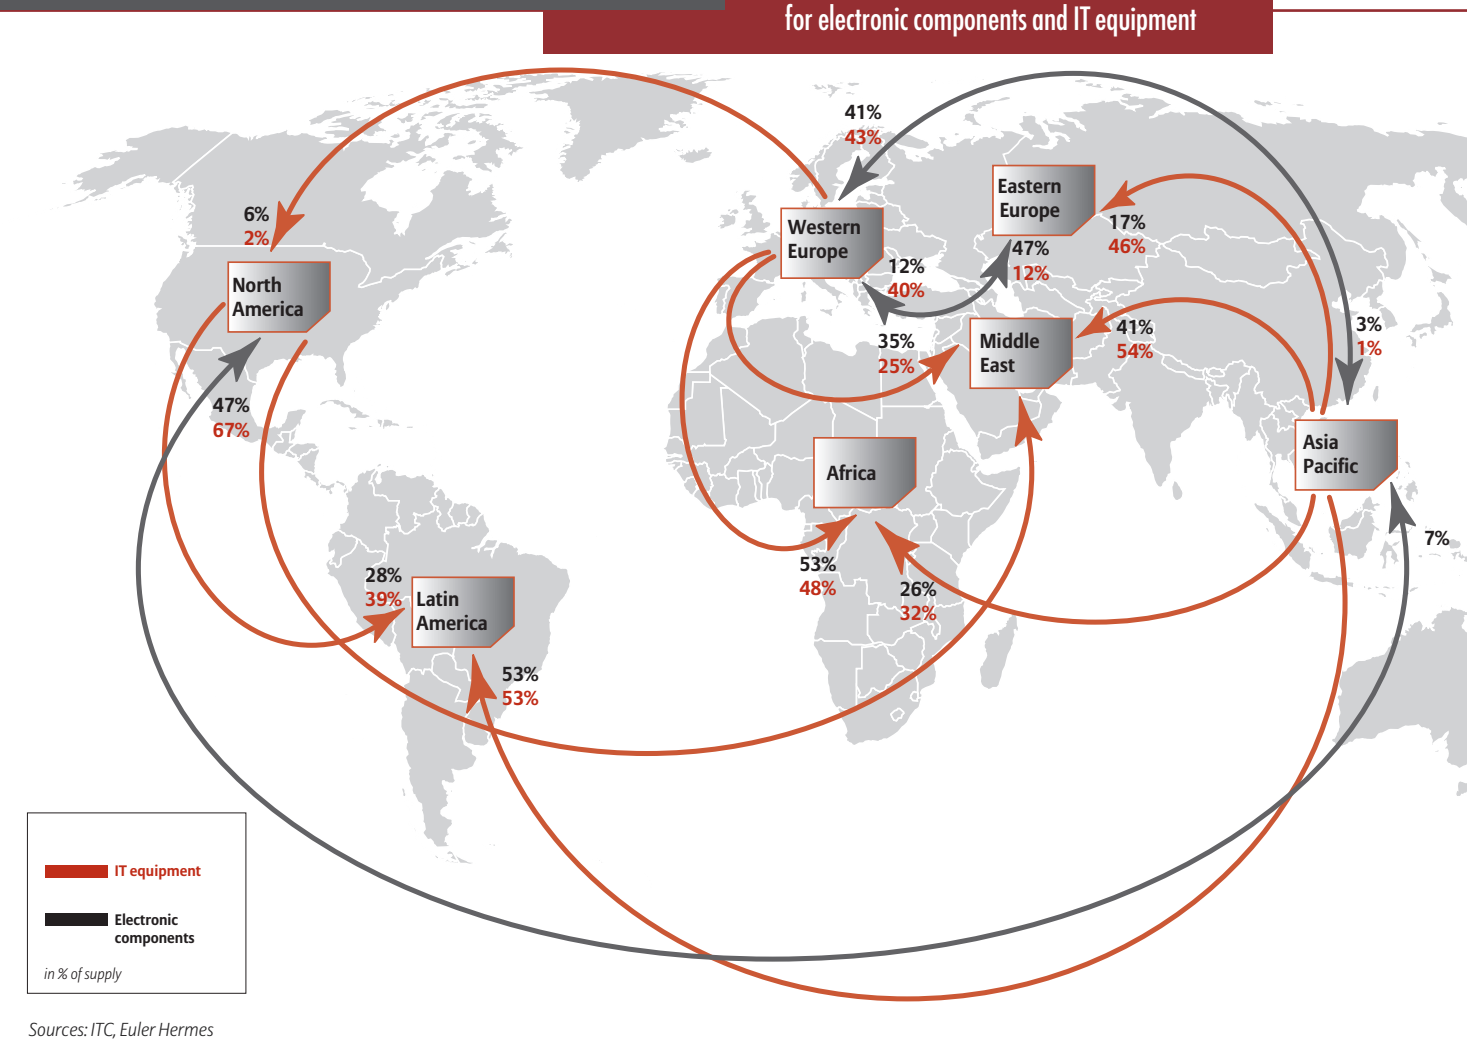 for electronic components and IT equipment
41%
43%
Eastern
Europe
6%
2%
Western
Europe
17%
46%
47%
12%
12%
40%
North
America
3%
1%
41%
54%
35%
25%
Middle
East
47%
67%
Asia
Pacific
Africa
7%
53%
48%
28%
39%
26%
32%
Latin
America
53%
53%
IT equipment
Electronic
components
in % of supply
Sources: ITC, Euler Hermes